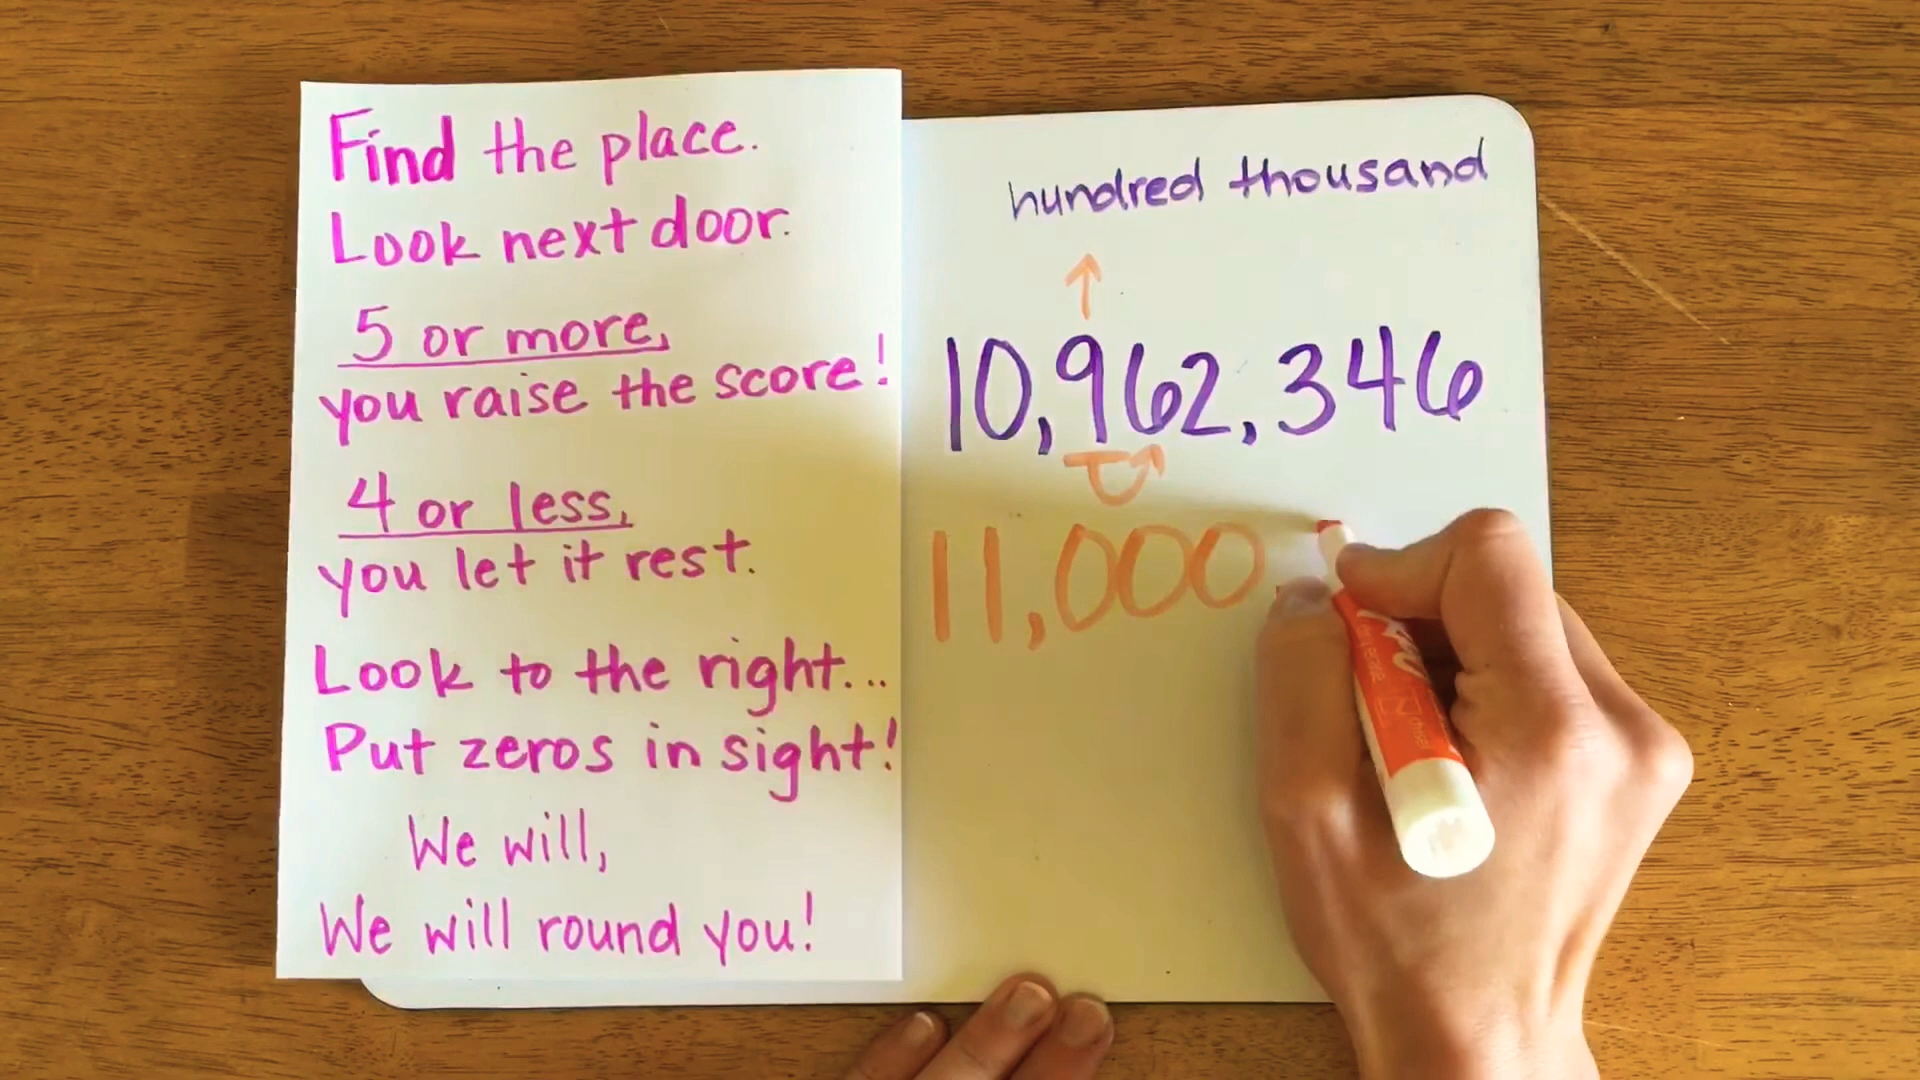 Find the place.
Look next door.
5 or more,
you raise the score!
4 or less,
you let it rest.
Look to the right...
Put zeros in sight!
We will,
We will round you!
hundred thousand
10,962,346
11,000,